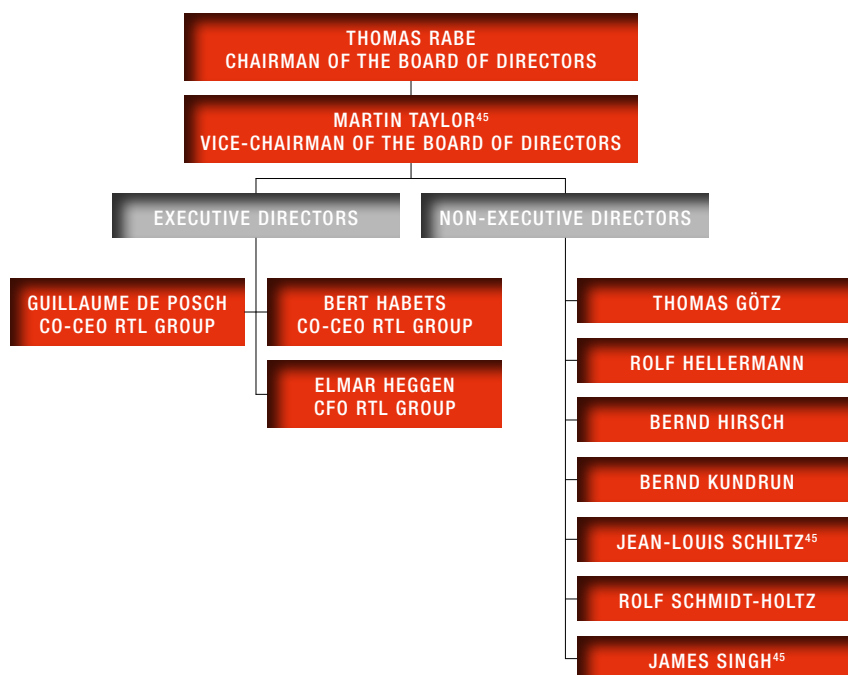 THOMAS RABE
CHAIRMAN OF THE BOARD OF DIRECTORS
MARTIN TAYLOR⁴⁵
VICE-CHAIRMAN OF THE BOARD OF DIRECTORS
EXECUTIVE DIRECTORS
NON-EXECUTIVE DIRECTORS
GUILLAUME DE POSCH
CO-CEO RTL GROUP
BERT HABETS
CO-CEO RTL GROUP
ELMAR HEGGEN
CFO RTL GROUP
THOMAS GÖTZ
ROLF HELLERMANN
BERND HIRSCH
BERND KUNDRUN
JEAN-LOUIS SCHILTZ⁴⁵
ROLF SCHMIDT-HOLTZ
JAMES SINGH⁴⁵